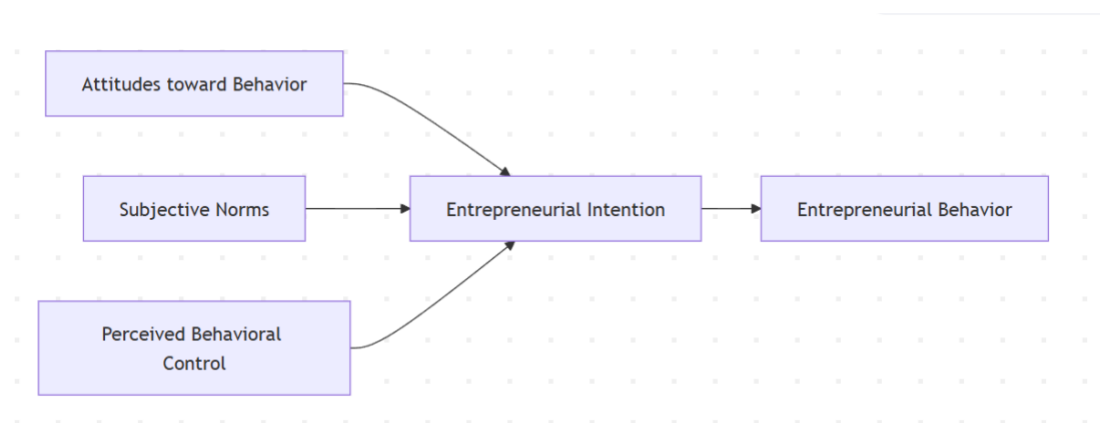 Attitudes toward Behavior
Subjective Norms
Entrepreneurial Intention
Entrepreneurial Behavior
Perceived Behavioral
Control